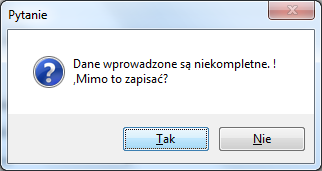 Pytanie
Dane wprowadzone są niekompletne. !
,Mimo to zapisać?
Tak
Nie